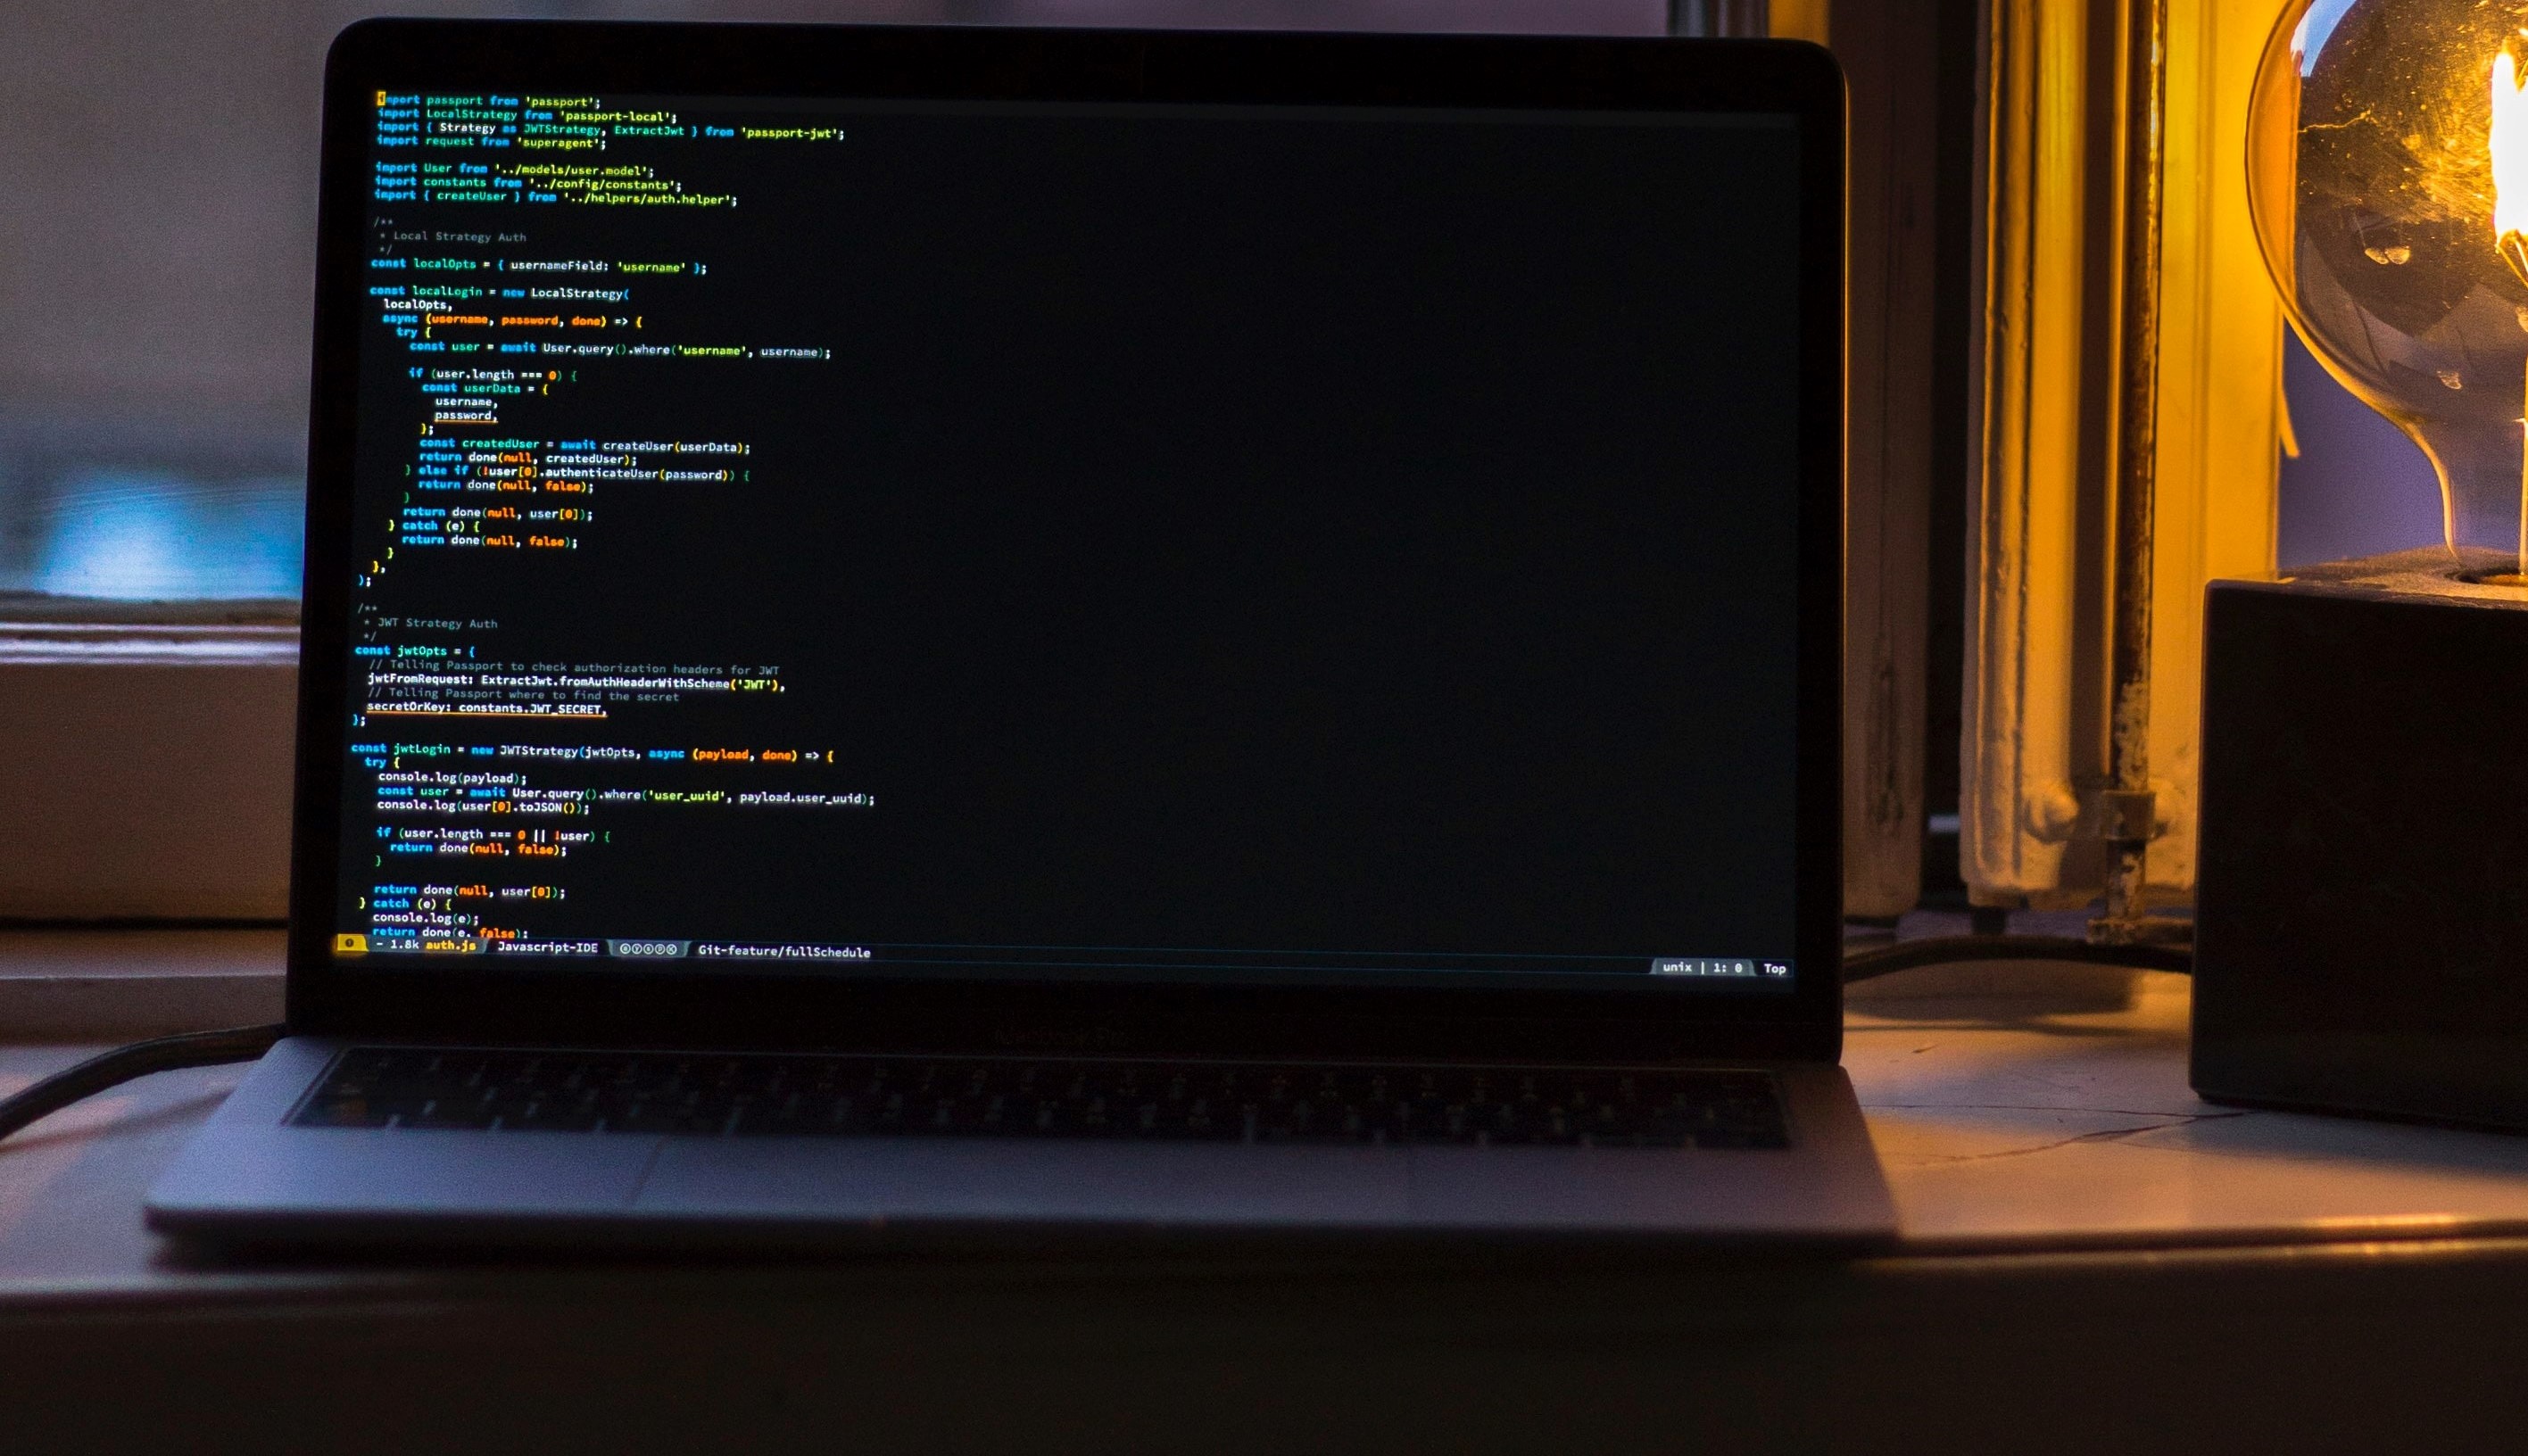 import passport from 'passport';
import LocalStrategy from 'passport-local';
import { Strategy as JWTStrategy, ExtractJwt } from 'passport-jwt';
import request from 'superagent';
import User from '../models/user.model';
import constants from '../config/constants';
import { createUser } from '../helpers/auth.helper';
/**
* Local Strategy Auth
*/
const localOpts = { usernameField: 'username' };
const localLogin = new LocalStrategy(
localOpts,
async (username, password, done) => {
try {
const user = await User.query().where('username', username);
if (user.length === 0) {
const userData = {
username,
password,
};
const createdUser = await createUser(userData);
return done(null, createdUser);
} else if (!user[0].authenticateUser(password)) {
return done(null, false);
}
return done(null, user[0]);
} catch (e) {
return done(null, false);
}
},
);
/**
* JWT Strategy Auth
*/
const jwtOpts = {
// Telling Passport to check authorization headers for JWT
jwtFromRequest: ExtractJwt.fromAuthHeaderWithScheme('JWT'),
// Telling Passport where to find the secret
secretOrKey: constants.JWT_SECRET,
};
const jwtLogin = new JWTStrategy(jwtOpts, async (payload, done) => {
try {
console.log(payload);
const user = await User.query().where('user_uuid', payload.user_uuid);
console.log(user[0].toJSON());
if (user.length === 0 || !user) {
return done(null, false);
}
return done(null, user[0]);
} catch (e) {
console.log(e);
return done(e, false);
- 1.8k auth.js Javascript-IDE Git-feature/fullSchedule unix | 1: 0 Top